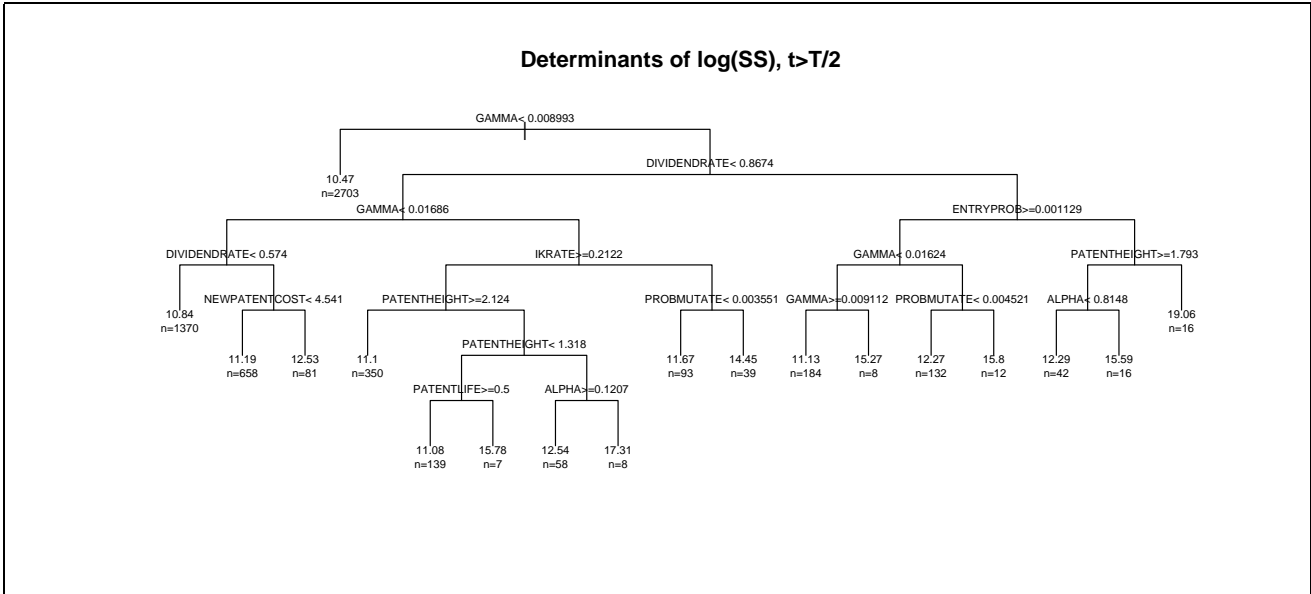 Determinants of log(SS), t>T/2
GAMMA< 0.008993
DIVIDENDRATE< 0.8674
10.47
n=2703
GAMMA< 0.01686
ENTRYPROB>=0.001129
DIVIDENDRATE< 0.574
IKRATE>=0.2122
GAMMA< 0.01624
PATENTHEIGHT>=1.793
10.84
n=1370
NEWPATENTCOST< 4.541
PATENTHEIGHT>=2.124
PROBMUTATE< 0.003551
GAMMA>=0.009112
PROBMUTATE< 0.004521
ALPHA< 0.8148
19.06
n=16
11.19
n=658
12.53
n=81
11.1
n=350
PATENTHEIGHT< 1.318
11.67
n=93
14.45
n=39
11.13
n=184
15.27
n=8
12.27
n=132
15.8
n=12
12.29
n=42
15.59
n=16
PATENTLIFE>=0.5
ALPHA>=0.1207
11.08
n=139
15.78
n=7
12.54
n=58
17.31
n=8